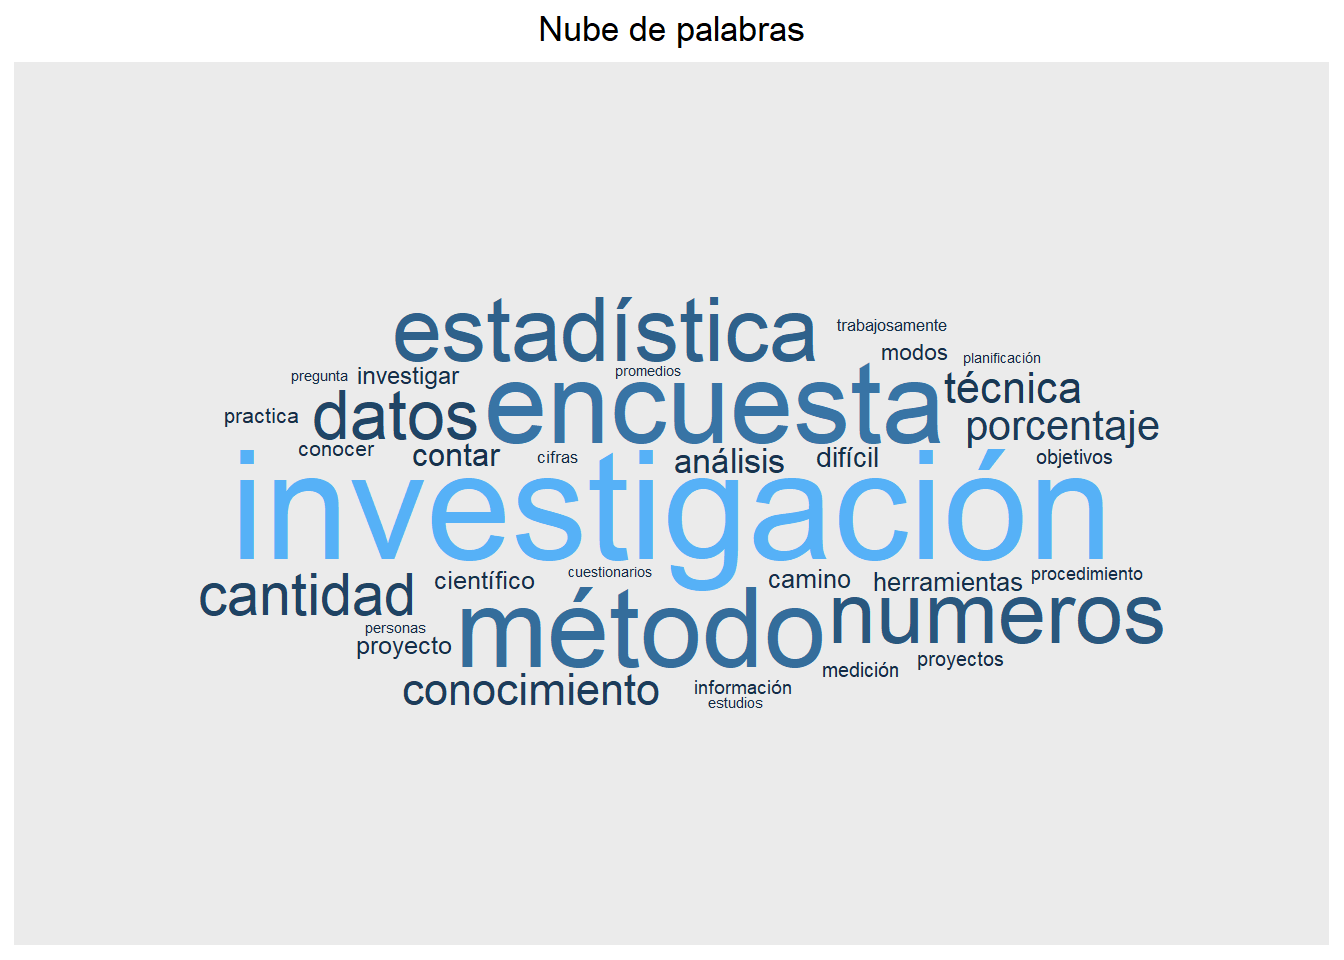 Nube de palabras
estadística
trabajosamente
modos
planificación
pregunta
investigar
promedios
encuesta
técnica
practica
datos
porcentaje
conocer
contar
cifras
análisis
difícil
objetivos
investigación
cantidad
científico
cuestionarios
camino
herramientas
procedimiento
personas
proyecto
método
numeros
medición
proyectos
conocimiento
información
estudios